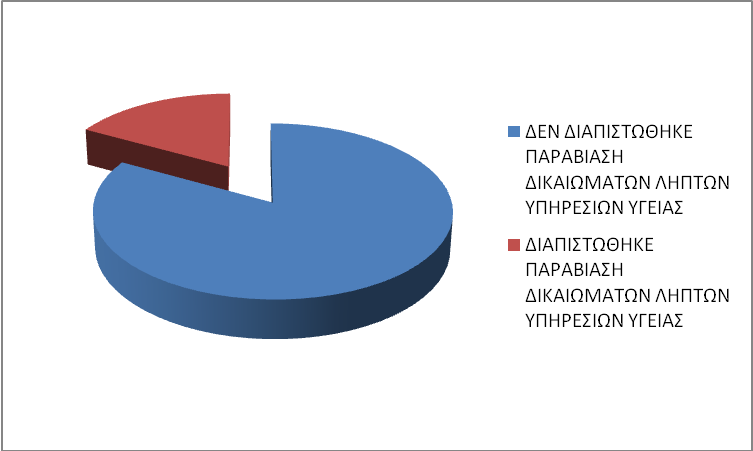 ΔΕΝ ΔΙΑΠΙΣΤΩΘΗΚΕ
ΠΑΡΑΒΙΑΣΗ
ΔΙΚΑΙΩΜΑΤΩΝ ΛΗΠΤΩΝ
ΥΠΗΡΕΣΙΩΝ ΥΓΕΙΑΣ
ΔΙΑΠΙΣΤΩΘΗΚΕ
ΠΑΡΑΒΙΑΣΗ
ΔΙΚΑΙΩΜΑΤΩΝ ΛΗΠΤΩΝ
ΥΠΗΡΕΣΙΩΝ ΥΓΕΙΑΣ